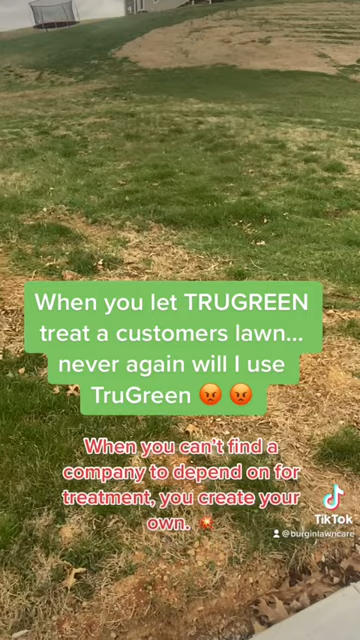 When you let TRUGREEN
treat a customers lawn...
never again will I use
TruGreen 😡 😡
When you can't find a
company to depend on for
treatment, you create your
own. 💥
TikTok
@burginlawncare